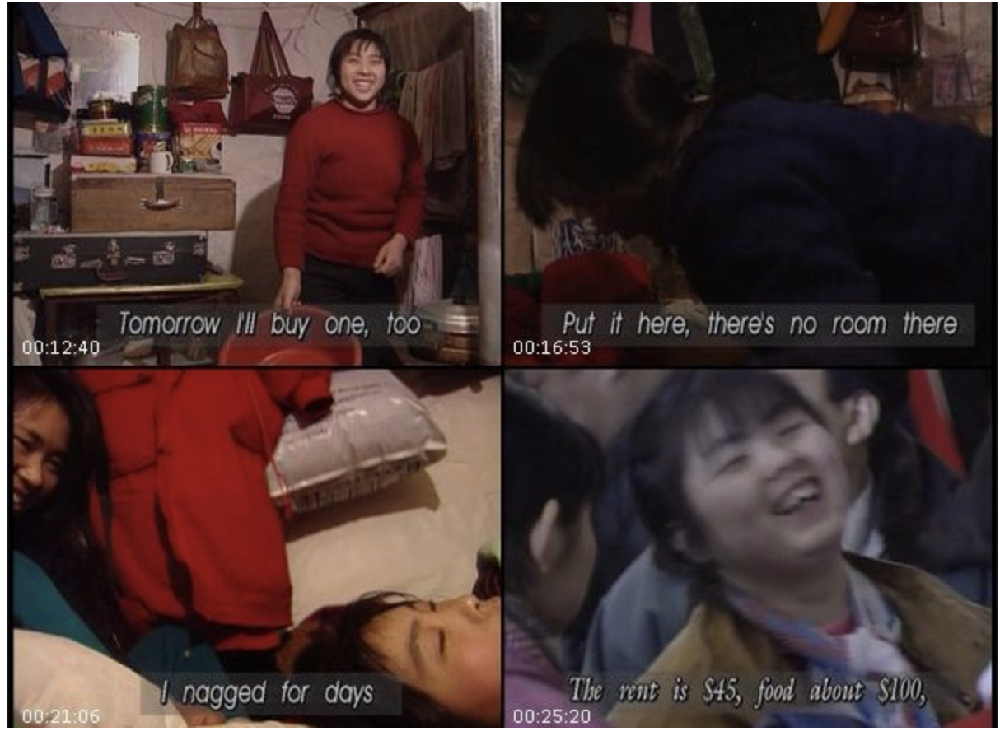 Tomorrow I'll buy one, too
00:12:40
Put it here, there's no room there
00:16:53
I nagged for days
00:21:06
The rent is $45, food about $100,
00:25:20